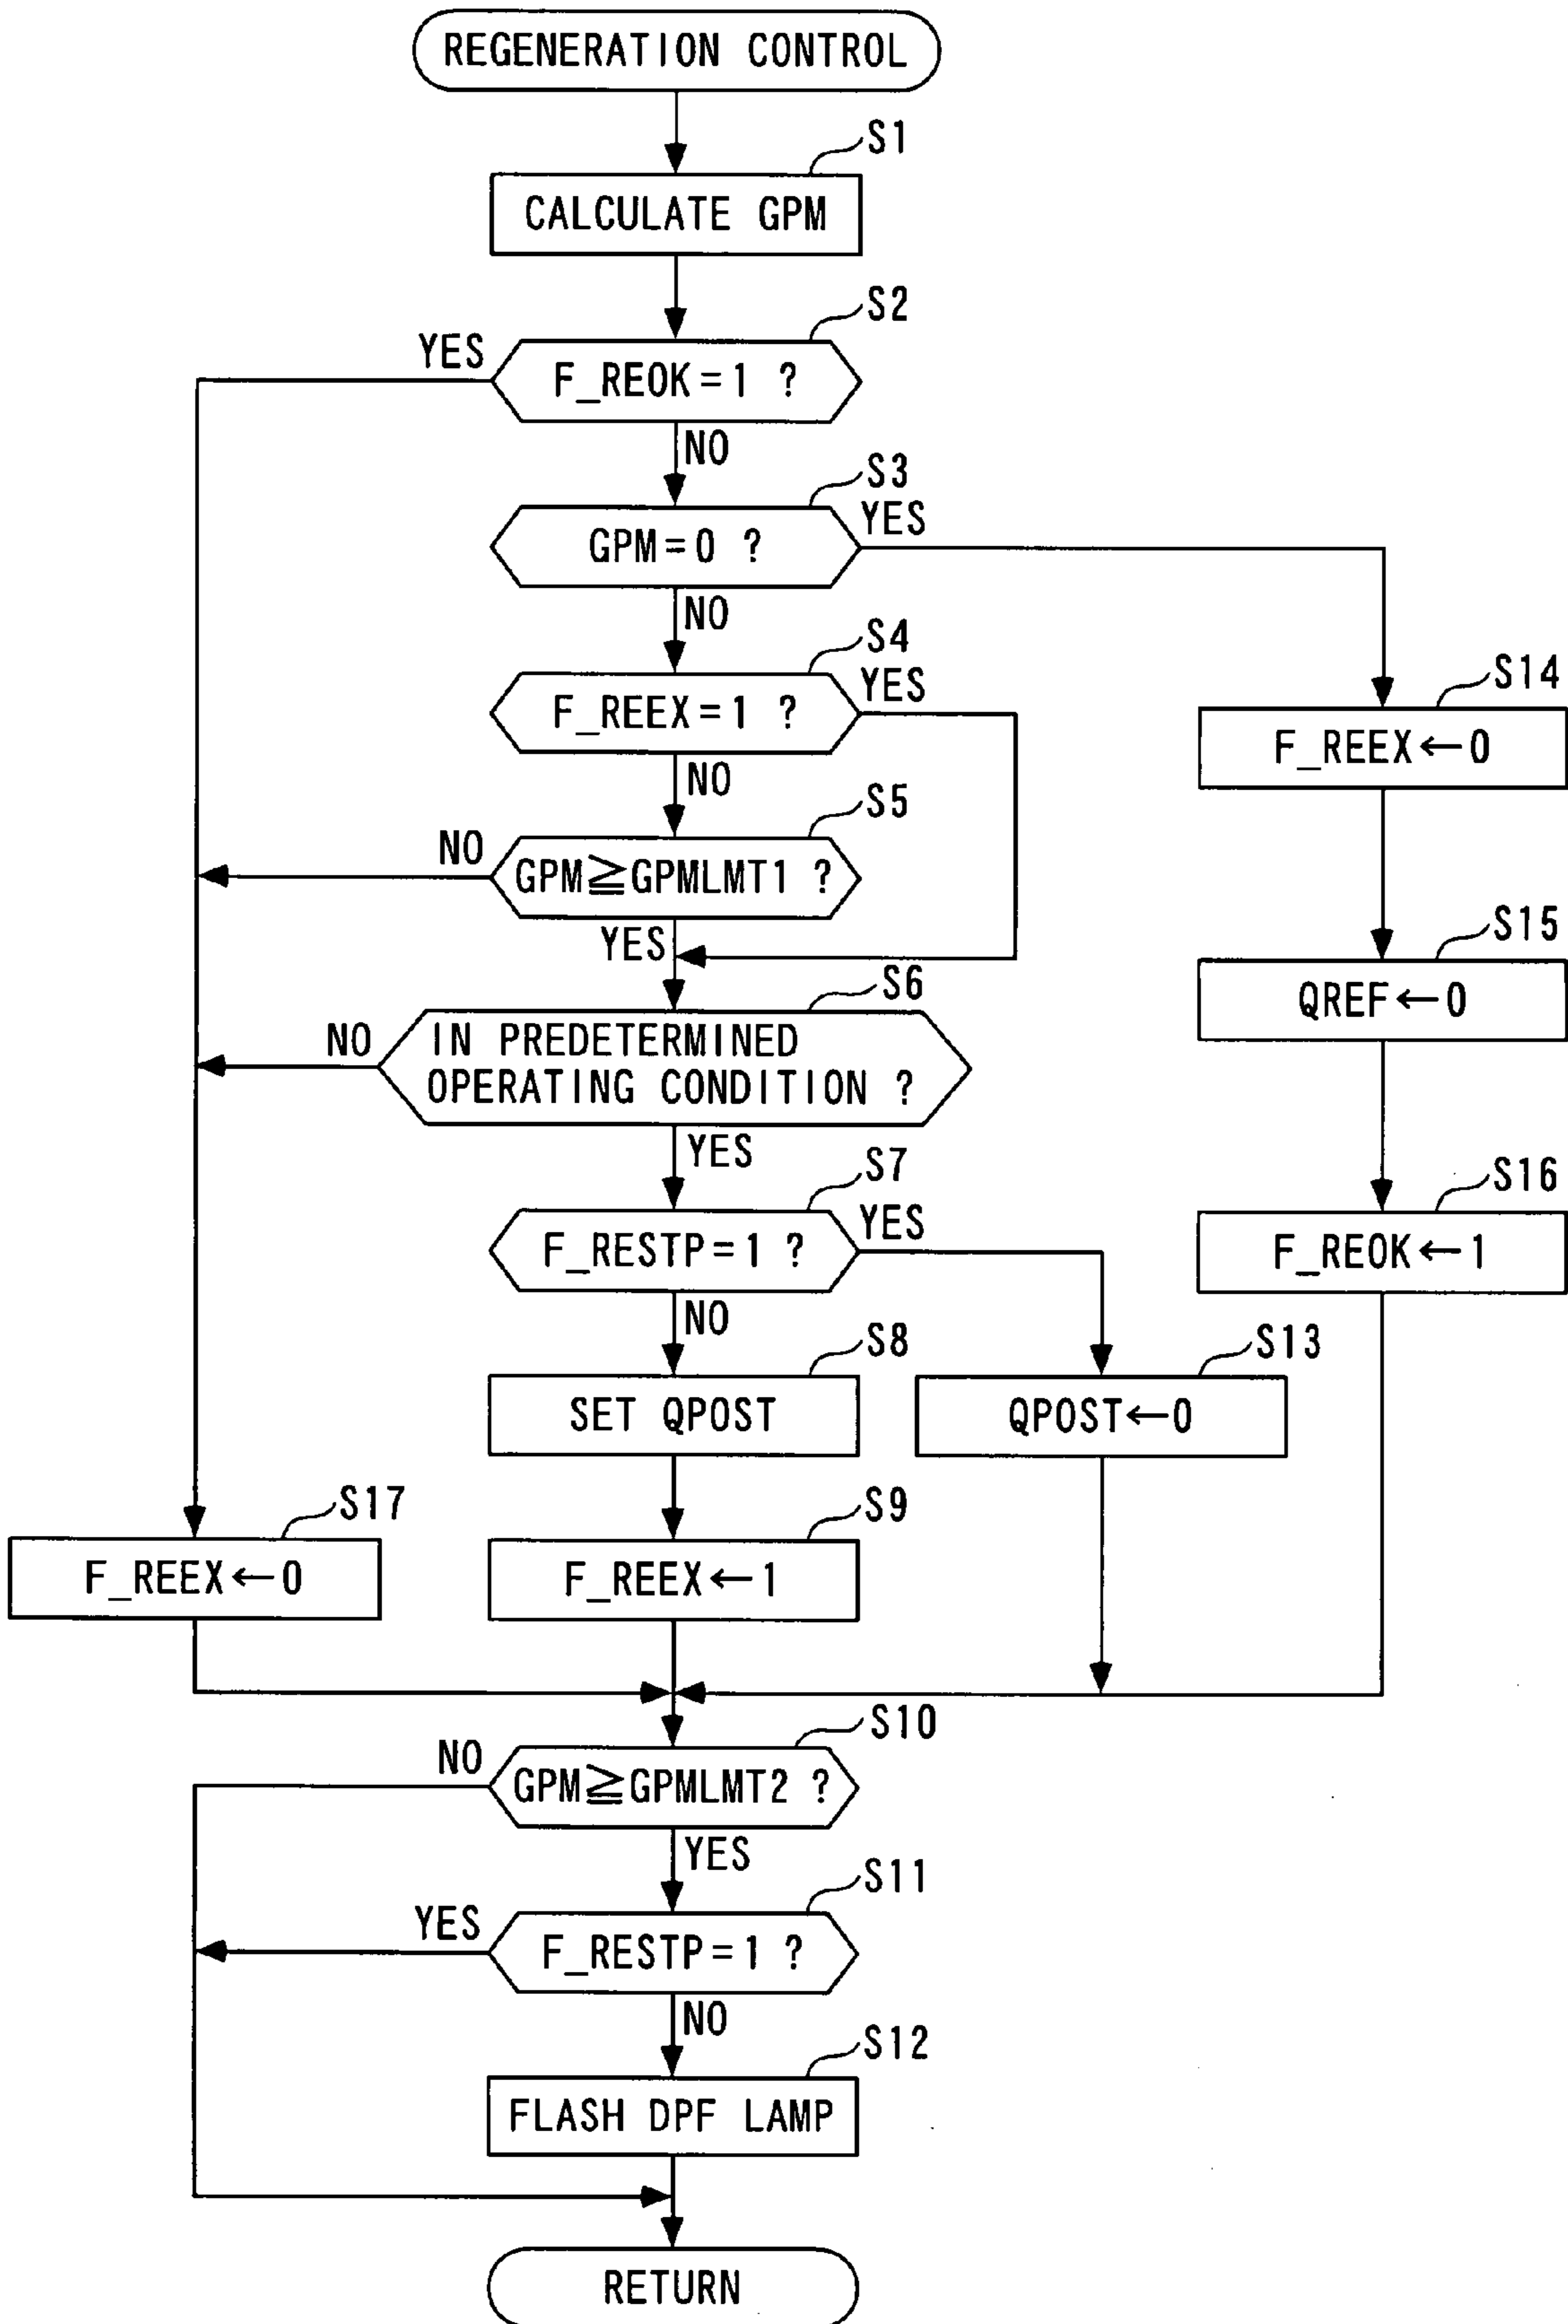 REGENERATION CONTROL
S1
CALCULATE GPM
S2
YES
F_REOK=1 ?
NO
S3
YES
GPM=0 ?
NO
S4
YES
F_REEX=1 ?
S14
F_REEX←0
NO
S5
NO
GPM≧GPMLMT1 ?
YES
S15
QREF←0
S6
NO
IN PREDETERMINED
OPERATING CONDITION ?
YES
S7
YES
S16
F_RESTP=1 ?
F_REOK←1
NO
S8
SET QPOST
S13
QPOST←0
S17
F_REEX←0
S9
F_REEX←1
S10
NO
GPM≧GPMLMT2 ?
YES
S11
YES
F_RESTP=1 ?
NO
S12
FLASH DPF LAMP
RETURN